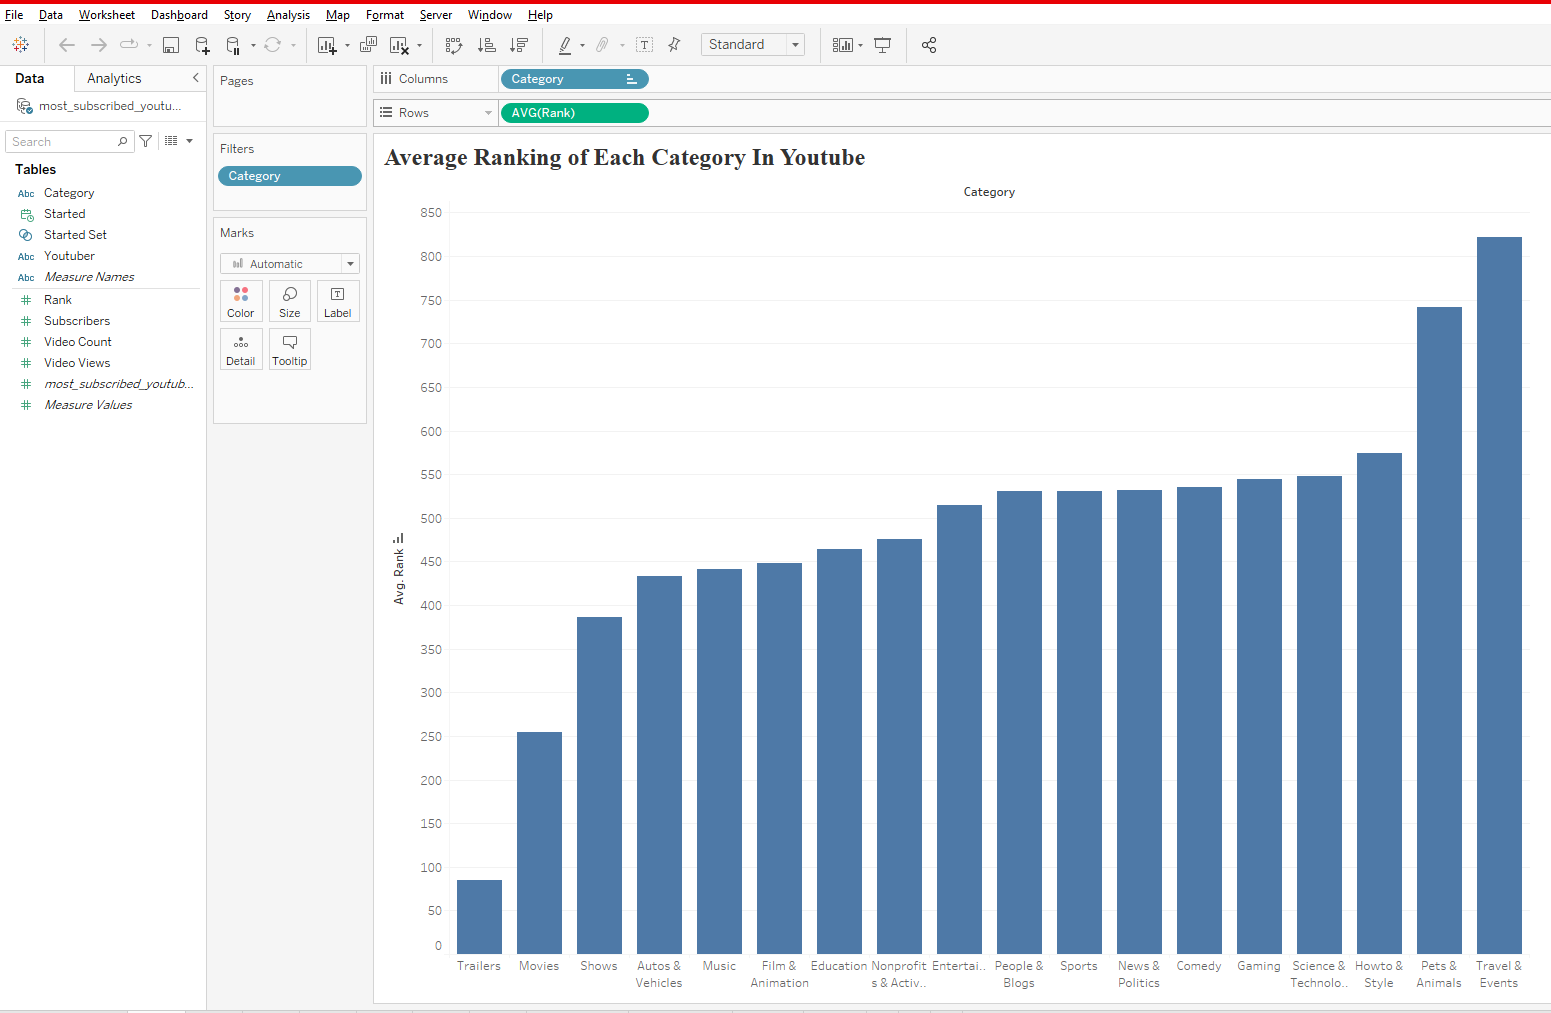 File Data Worksheet Dashboard Story Analysis Map Format Server Window Help
Standard
Data Analytics
most_subscribed_youtu...
Search
Tables
Abc Category
Started
Started Set
Abc Youtuber
Abc Measure Names
# Rank
# Subscribers
# Video Count
# Video Views
# most_subscribed_youtub...
# Measure Values
Pages
Filters
Category
Marks
Automatic
Color Size Label
Detail Tooltip
Columns Category
Rows AVG(Rank)
Average Ranking of Each Category In Youtube
Category
850
800
750
700
650
600
550
500
450
400
350
300
250
200
150
100
50
0
Avg. Rank
Trailers
Movies
Shows
Autos &
Vehicles
Music
Film &
Animation
Education
Nonprofit
s & Activ..
Entertai..
People &
Blogs
Sports
News &
Politics
Comedy
Gaming
Science &
Technolo..
Howto &
Style
Pets &
Animals
Travel &
Events